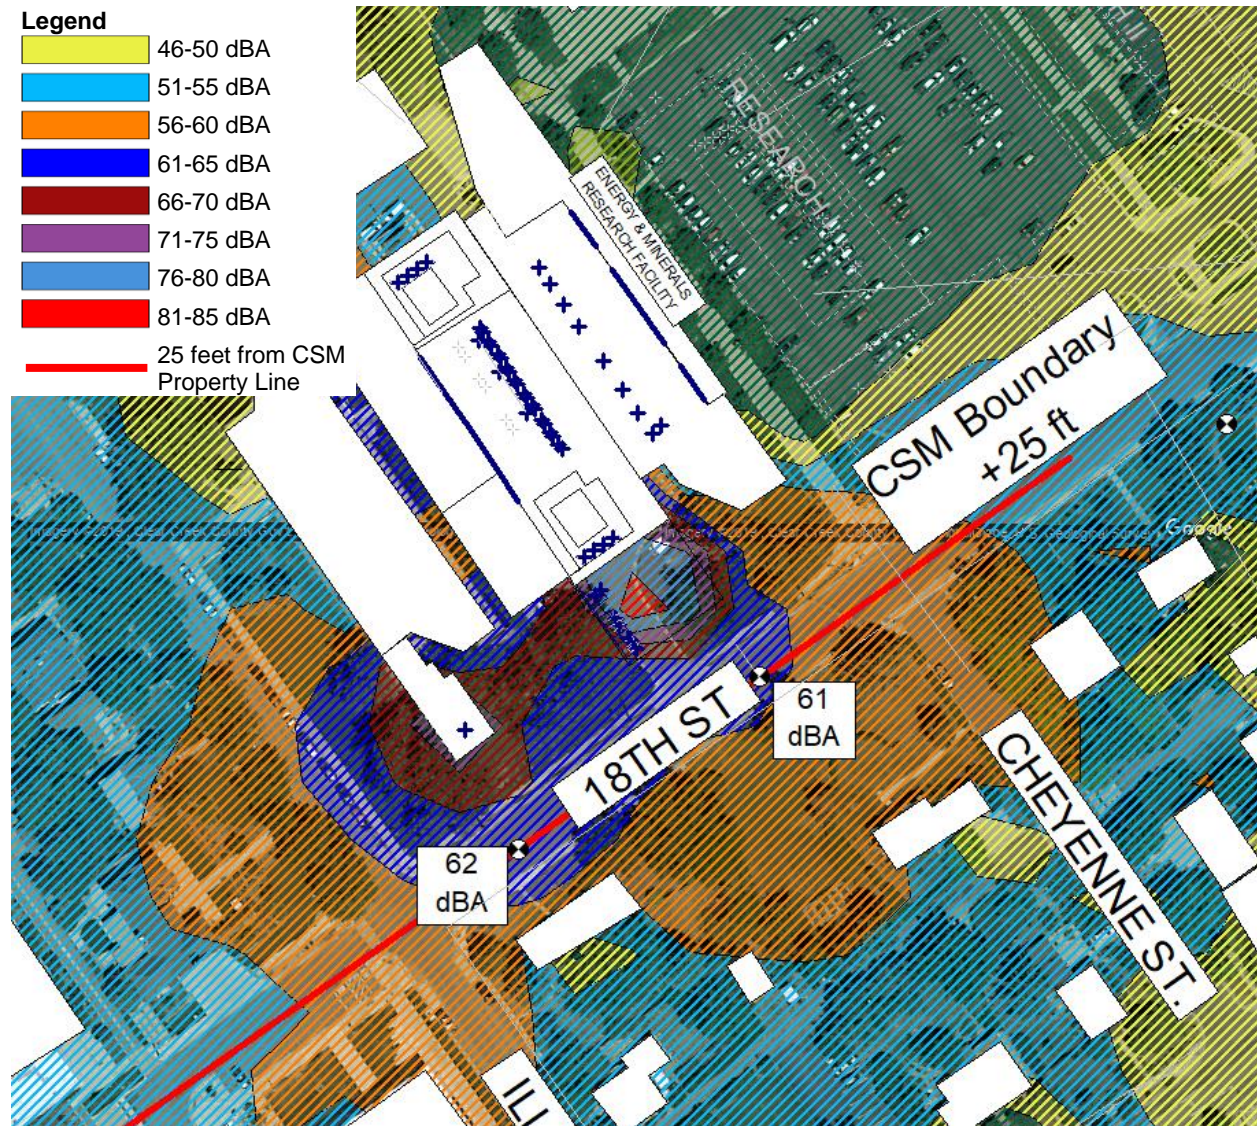 Legend
46-50 dBA
51-55 dBA
56-60 dBA
61-65 dBA
66-70 dBA
71-75 dBA
76-80 dBA
81-85 dBA
25 feet from CSM
Property Line
RESEARCH
ENERGY & MINERALS
RESEARCH FACILITY
CSM Boundary
+25 ft
Google
18TH ST
61
dBA
62
dBA
CHEYENNE ST.
ILI